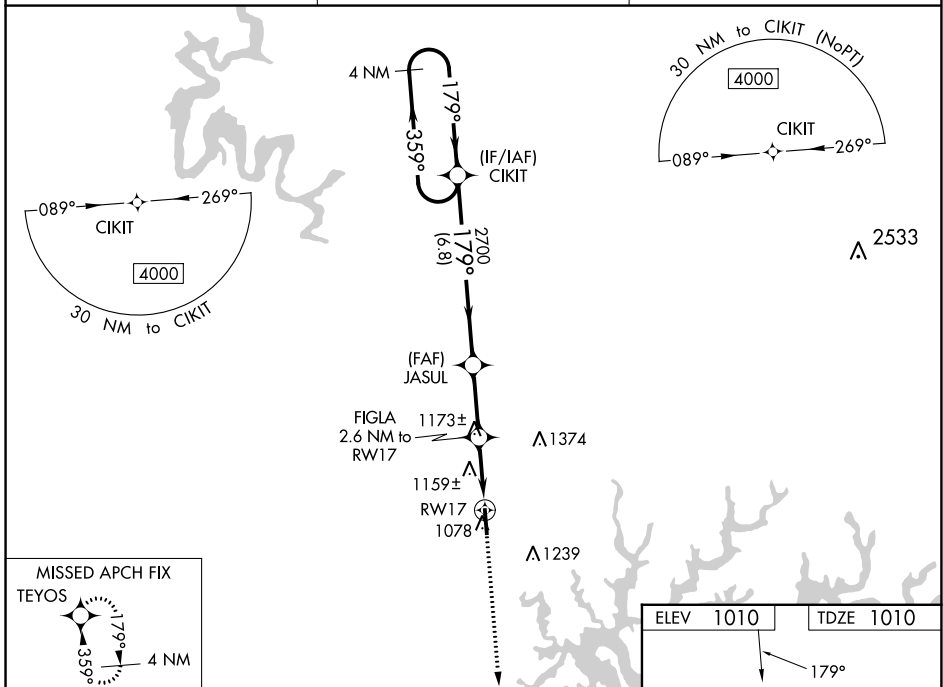 4 NM
179°
359°
(IF/IAF)
CIKIT
2700
179°
(6.8)
30 NM to CIKIT (NoPT)
4000
CIKIT
089°
269°
089°
269°
CIKIT
4000
30 NM to CIKIT
2533
(FAF)
JASUL
FIGLA
2.6 NM to
RW17
1173±
1374
1159±
RW17
1078
1239
MISSED APCH FIX
TEYOS
179°
359°
4 NM
ELEV 1010
TDZE 1010
179°